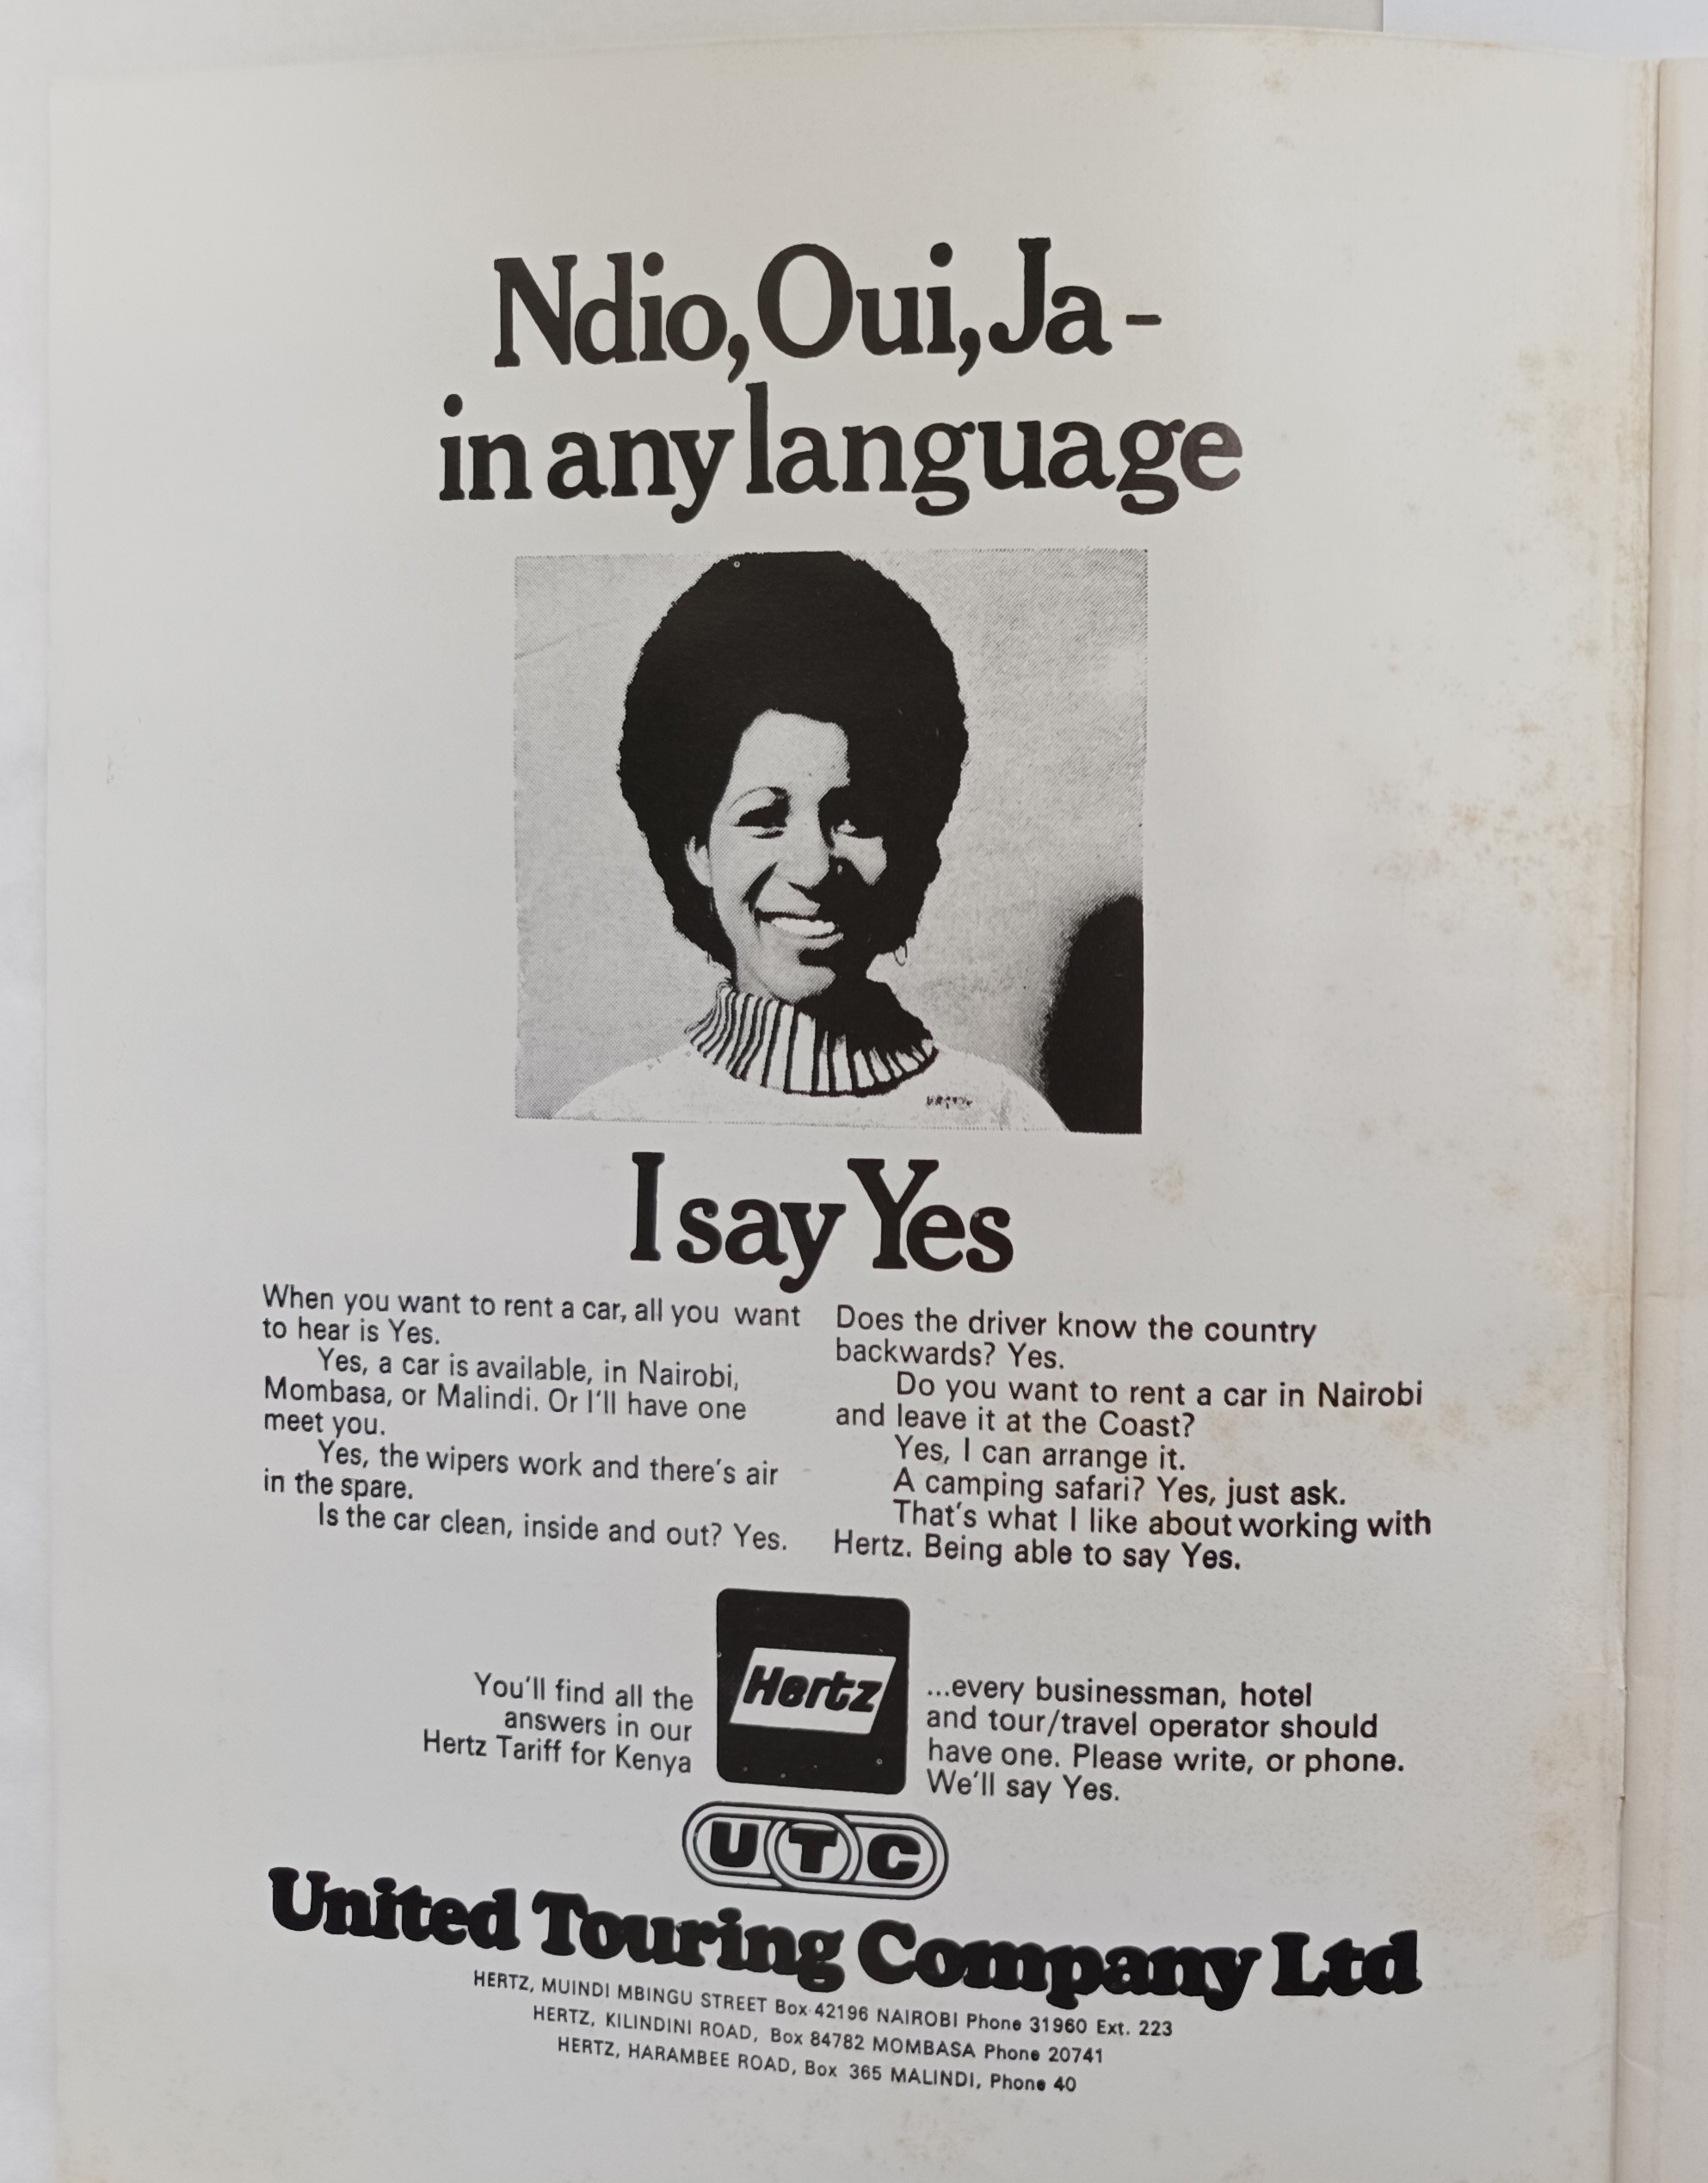 Ndio, Oui, Ja -
in any language
I say Yes
When you want to rent a car, all you want
to hear is Yes.
Yes, a car is available, in Nairobi,
Mombasa, or Malindi. Or I'll have one
meet you.
Yes, the wipers work and there's air
in the spare.
Is the car clean, inside and out? Yes.
Does the driver know the country
backwards? Yes.
Do you want to rent a car in Nairobi
and leave it at the Coast?
Yes, I can arrange it.
A camping safari? Yes, just ask.
That's what I like about working with
Hertz. Being able to say Yes.
You'll find all the
answers in our
Hertz Tariff for Kenya
Hertz
...every businessman, hotel
and tour/travel operator should
have one. Please write, or phone.
We'll say Yes.
UTC
United Touring Company Ltd
HERTZ, MUINDI MBINGU STREET Box 42196 NAIROBI Phone 31960 Ext. 223
HERTZ, KILINDINI ROAD, Box 84782 MOMBASA Phone 20741
HERTZ, HARAMBEE ROAD, Box 365 MALINDI, Phone 40